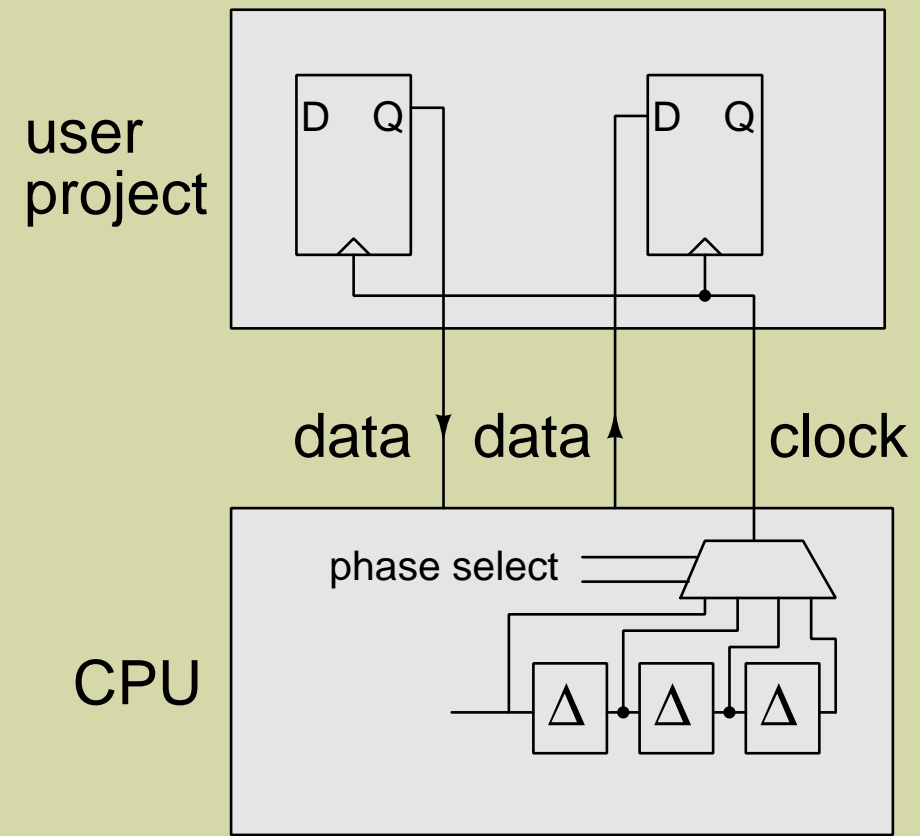 D Q
D Q
user
project
data
data
clock
phase select
CPU
Δ
Δ
Δ